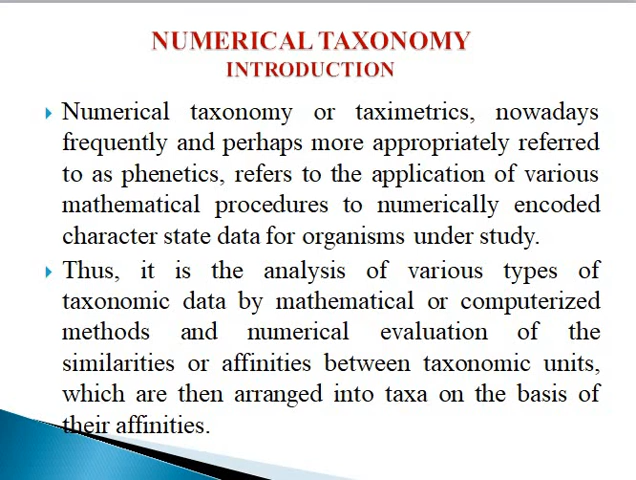 NUMERICAL TAXONOMY
INTRODUCTION
Numerical taxonomy or taximetrics, nowadays
frequently and perhaps more appropriately referred
to as phenetics, refers to the application of various
mathematical procedures to numerically encoded
character state data for organisms under study.
Thus, it is the analysis of various types of
taxonomic data by mathematical or computerized
methods and numerical evaluation of the
similarities or affinities between taxonomic units,
which are then arranged into taxa on the basis of
their affinities.